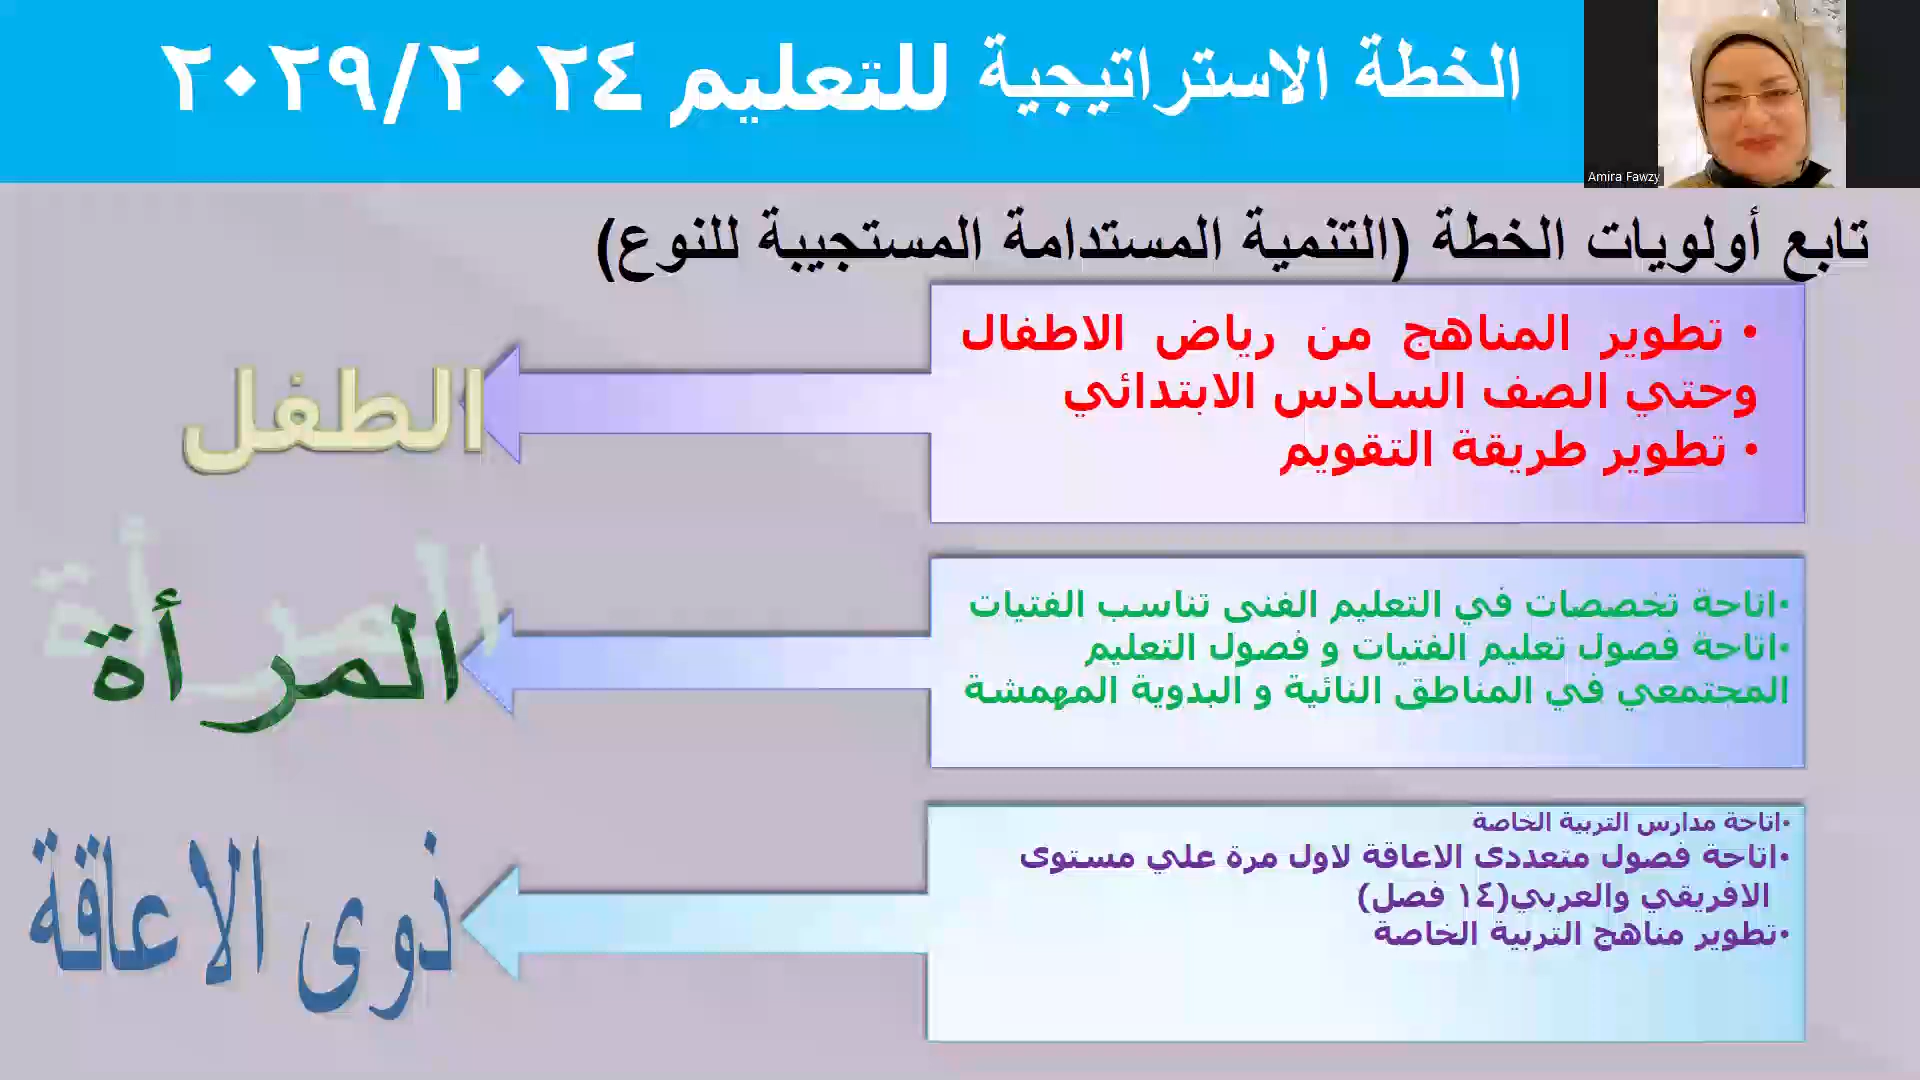 الخطة الاستراتيجية للتعليم ٢٠٢٩/٢٠٢٤
Amira Fawzy
تابع أولويات الخطة (التنمية المستدامة المستجيبة للنوع)
• تطوير المناهج من رياض الاطفال
وحتي الصف السادس الابتدائي
• تطوير طريقة التقويم
الطفل
•اتاحة تخصصات في التعليم الفنى تناسب الفتيات
•اتاحة فصول تعليم الفتيات و فصول التعليم
المجتمعي في المناطق النائية و البدوية المهمشة
المرأة
•اتاحة مدارس التربية الخاصة
•اتاحة فصول متعددى الاعاقة لاول مرة علي مستوى
الافريقي والعربي(١٤ فصل)
•تطوير مناهج التربية الخاصة
ذوى الاعاقة